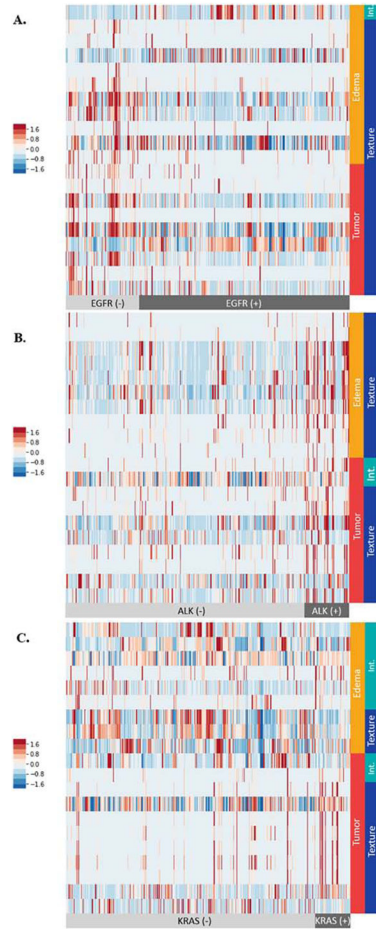 A.
Int.
Edema
Texture
1.6
0.8
0.0
−0.8
−1.6
Tumor
EGFR (-)
EGFR (+)
B.
Edema
Texture
1.6
0.8
0.0
−0.8
−1.6
Int.
Tumor
Texture
ALK (-)
ALK (+)
C.
Edema
Int.
Texture
1.6
0.8
0.0
−0.8
−1.6
Int.
Tumor
Texture
KRAS (-)
KRAS (+)